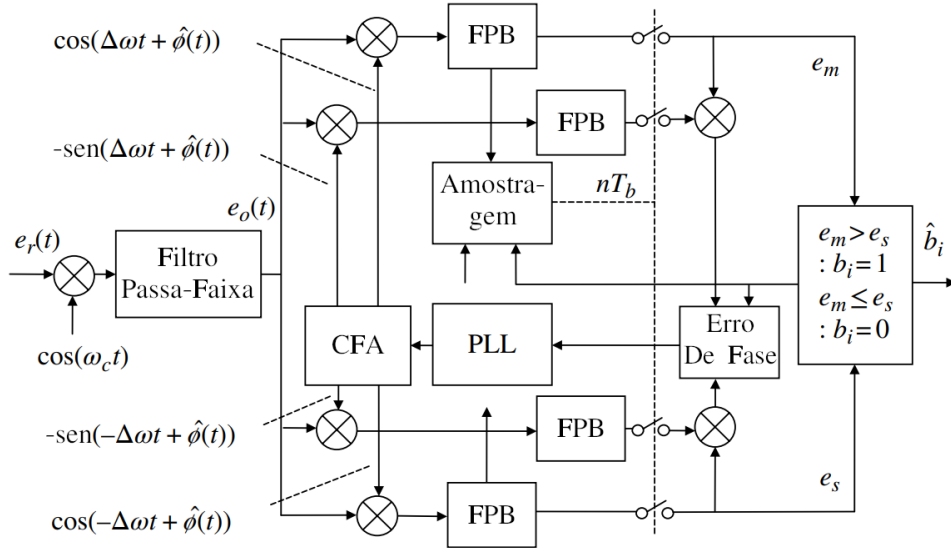 cos(Δωt + φ̂(t))
FPB
e_m
-sen(Δωt + φ̂(t))
FPB
Amostra-
gem
nT_b
e_r(t)
e_o(t)
Filtro
Passa-Faixa
cos(ω_c t)
e_m > e_s
: b_i = 1
e_m ≤ e_s
: b_i = 0
b̂_i
CFA
PLL
Erro
De Fase
-sen(–Δωt + φ̂(t))
FPB
cos(–Δωt + φ̂(t))
FPB
e_s